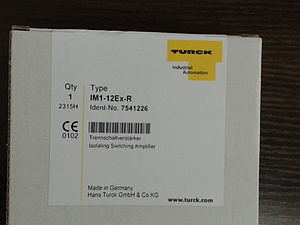 TURCK
Industrial
Automation
Qty
1
2315H
Type
IM1-12Ex-R
Ident-No. 7541226
CE
0102
Trennschaltverstärker
Isolating Switching Amplifier
Made in Germany
Hans Turck GmbH & Co KG
www.turck.com